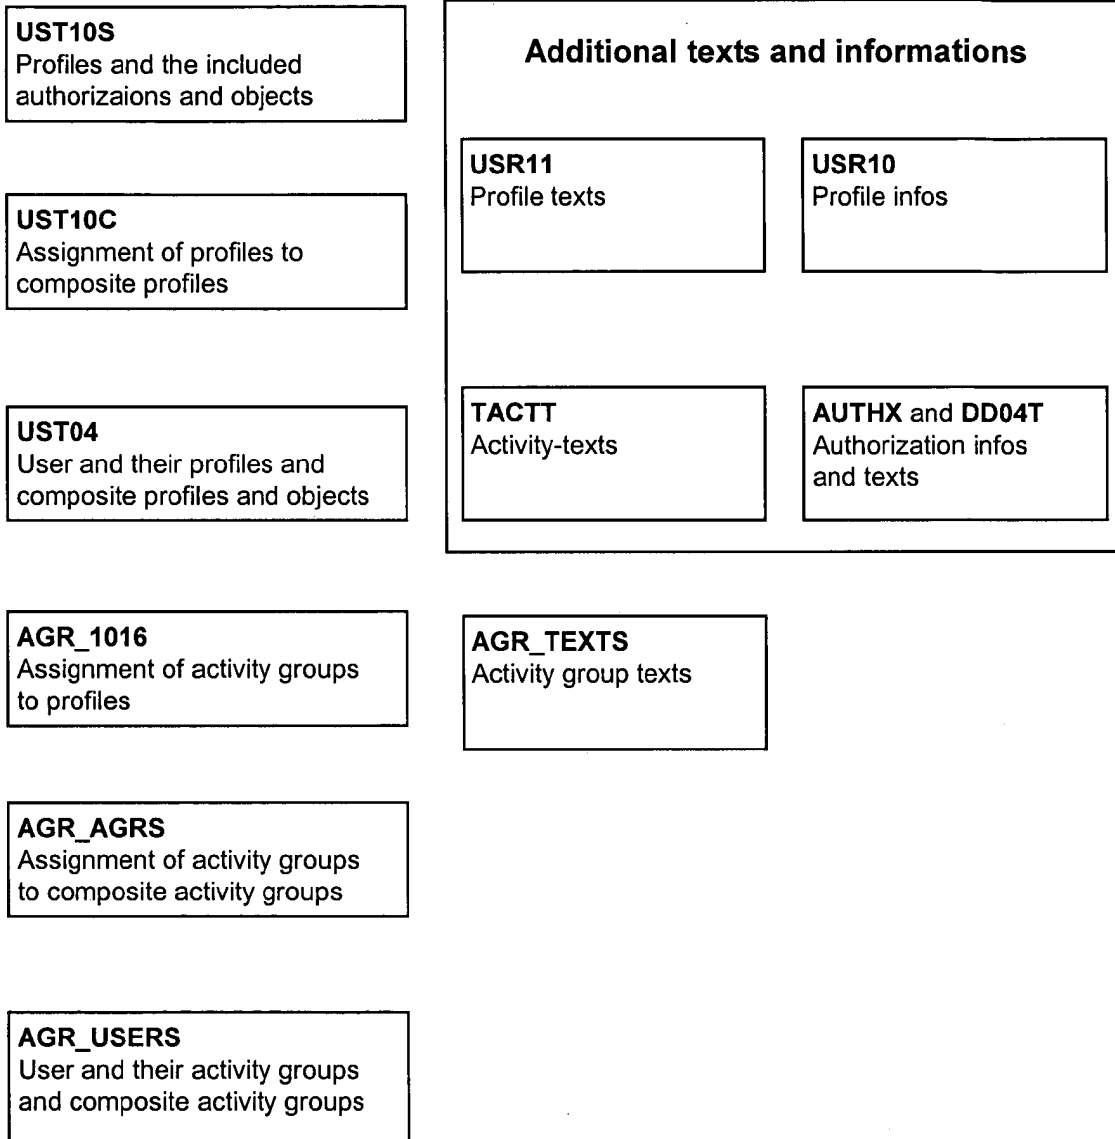 UST10S
Profiles and the included
authorizaions and objects
UST10C
Assignment of profiles to
composite profiles
UST04
User and their profiles and
composite profiles and objects
AGR_1016
Assignment of activity groups
to profiles
AGR_AGRS
Assignment of activity groups
to composite activity groups
AGR_USERS
User and their activity groups
and composite activity groups
Additional texts and informations
USR11
Profile texts
USR10
Profile infos
TACTT
Activity-texts
AUTHX and DD04T
Authorization infos
and texts
AGR_TEXTS
Activity group texts